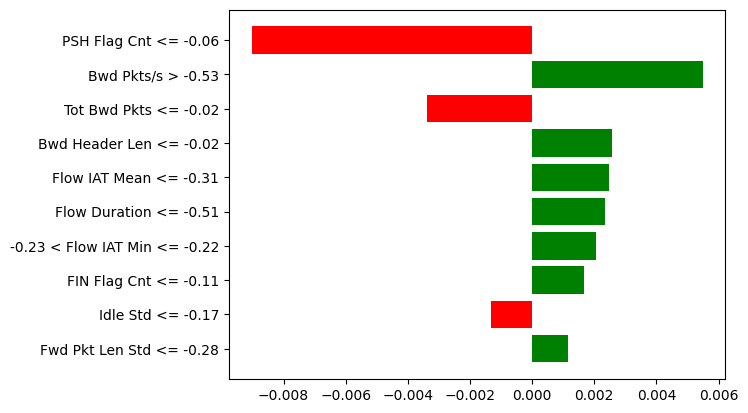 PSH Flag Cnt <= -0.06
Bwd Pkts/s > -0.53
Tot Bwd Pkts <= -0.02
Bwd Header Len <= -0.02
Flow IAT Mean <= -0.31
Flow Duration <= -0.51
-0.23 < Flow IAT Min <= -0.22
FIN Flag Cnt <= -0.11
Idle Std <= -0.17
Fwd Pkt Len Std <= -0.28
−0.008 −0.006 −0.004 −0.002 0.000 0.002 0.004 0.006